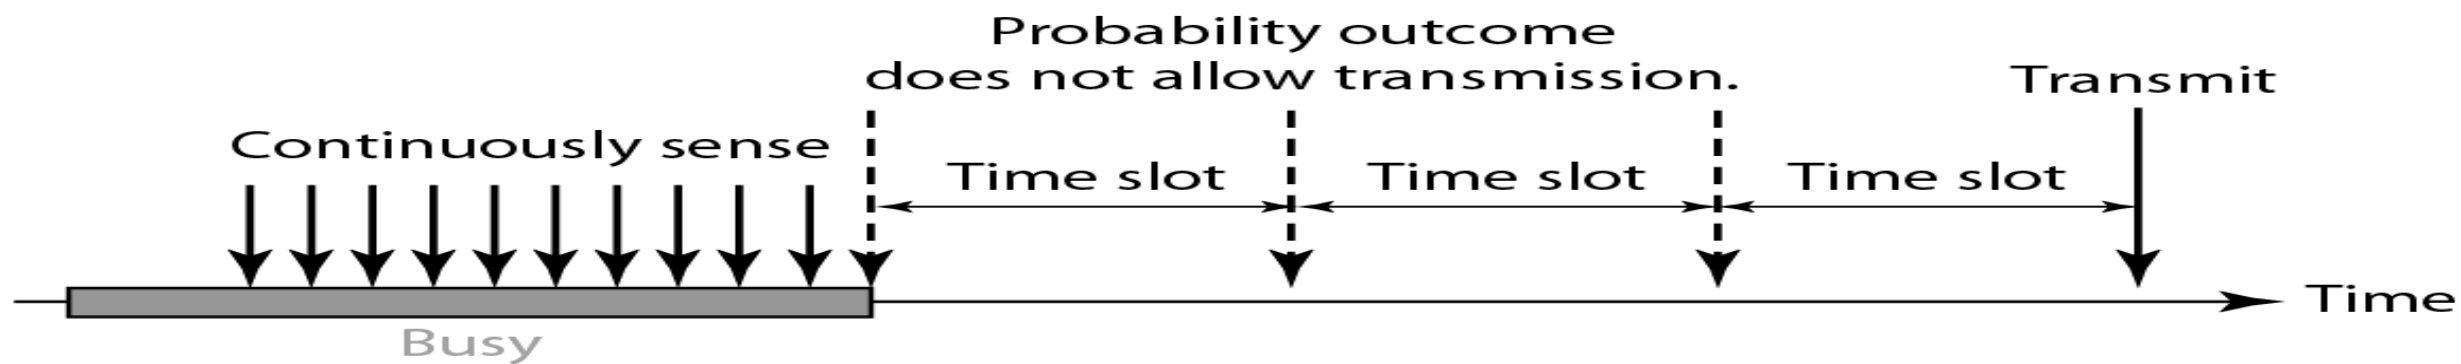 Probability outcome
does not allow transmission.
Transmit
Continuously sense
Time slot
Time slot
Time slot
Time
Busy